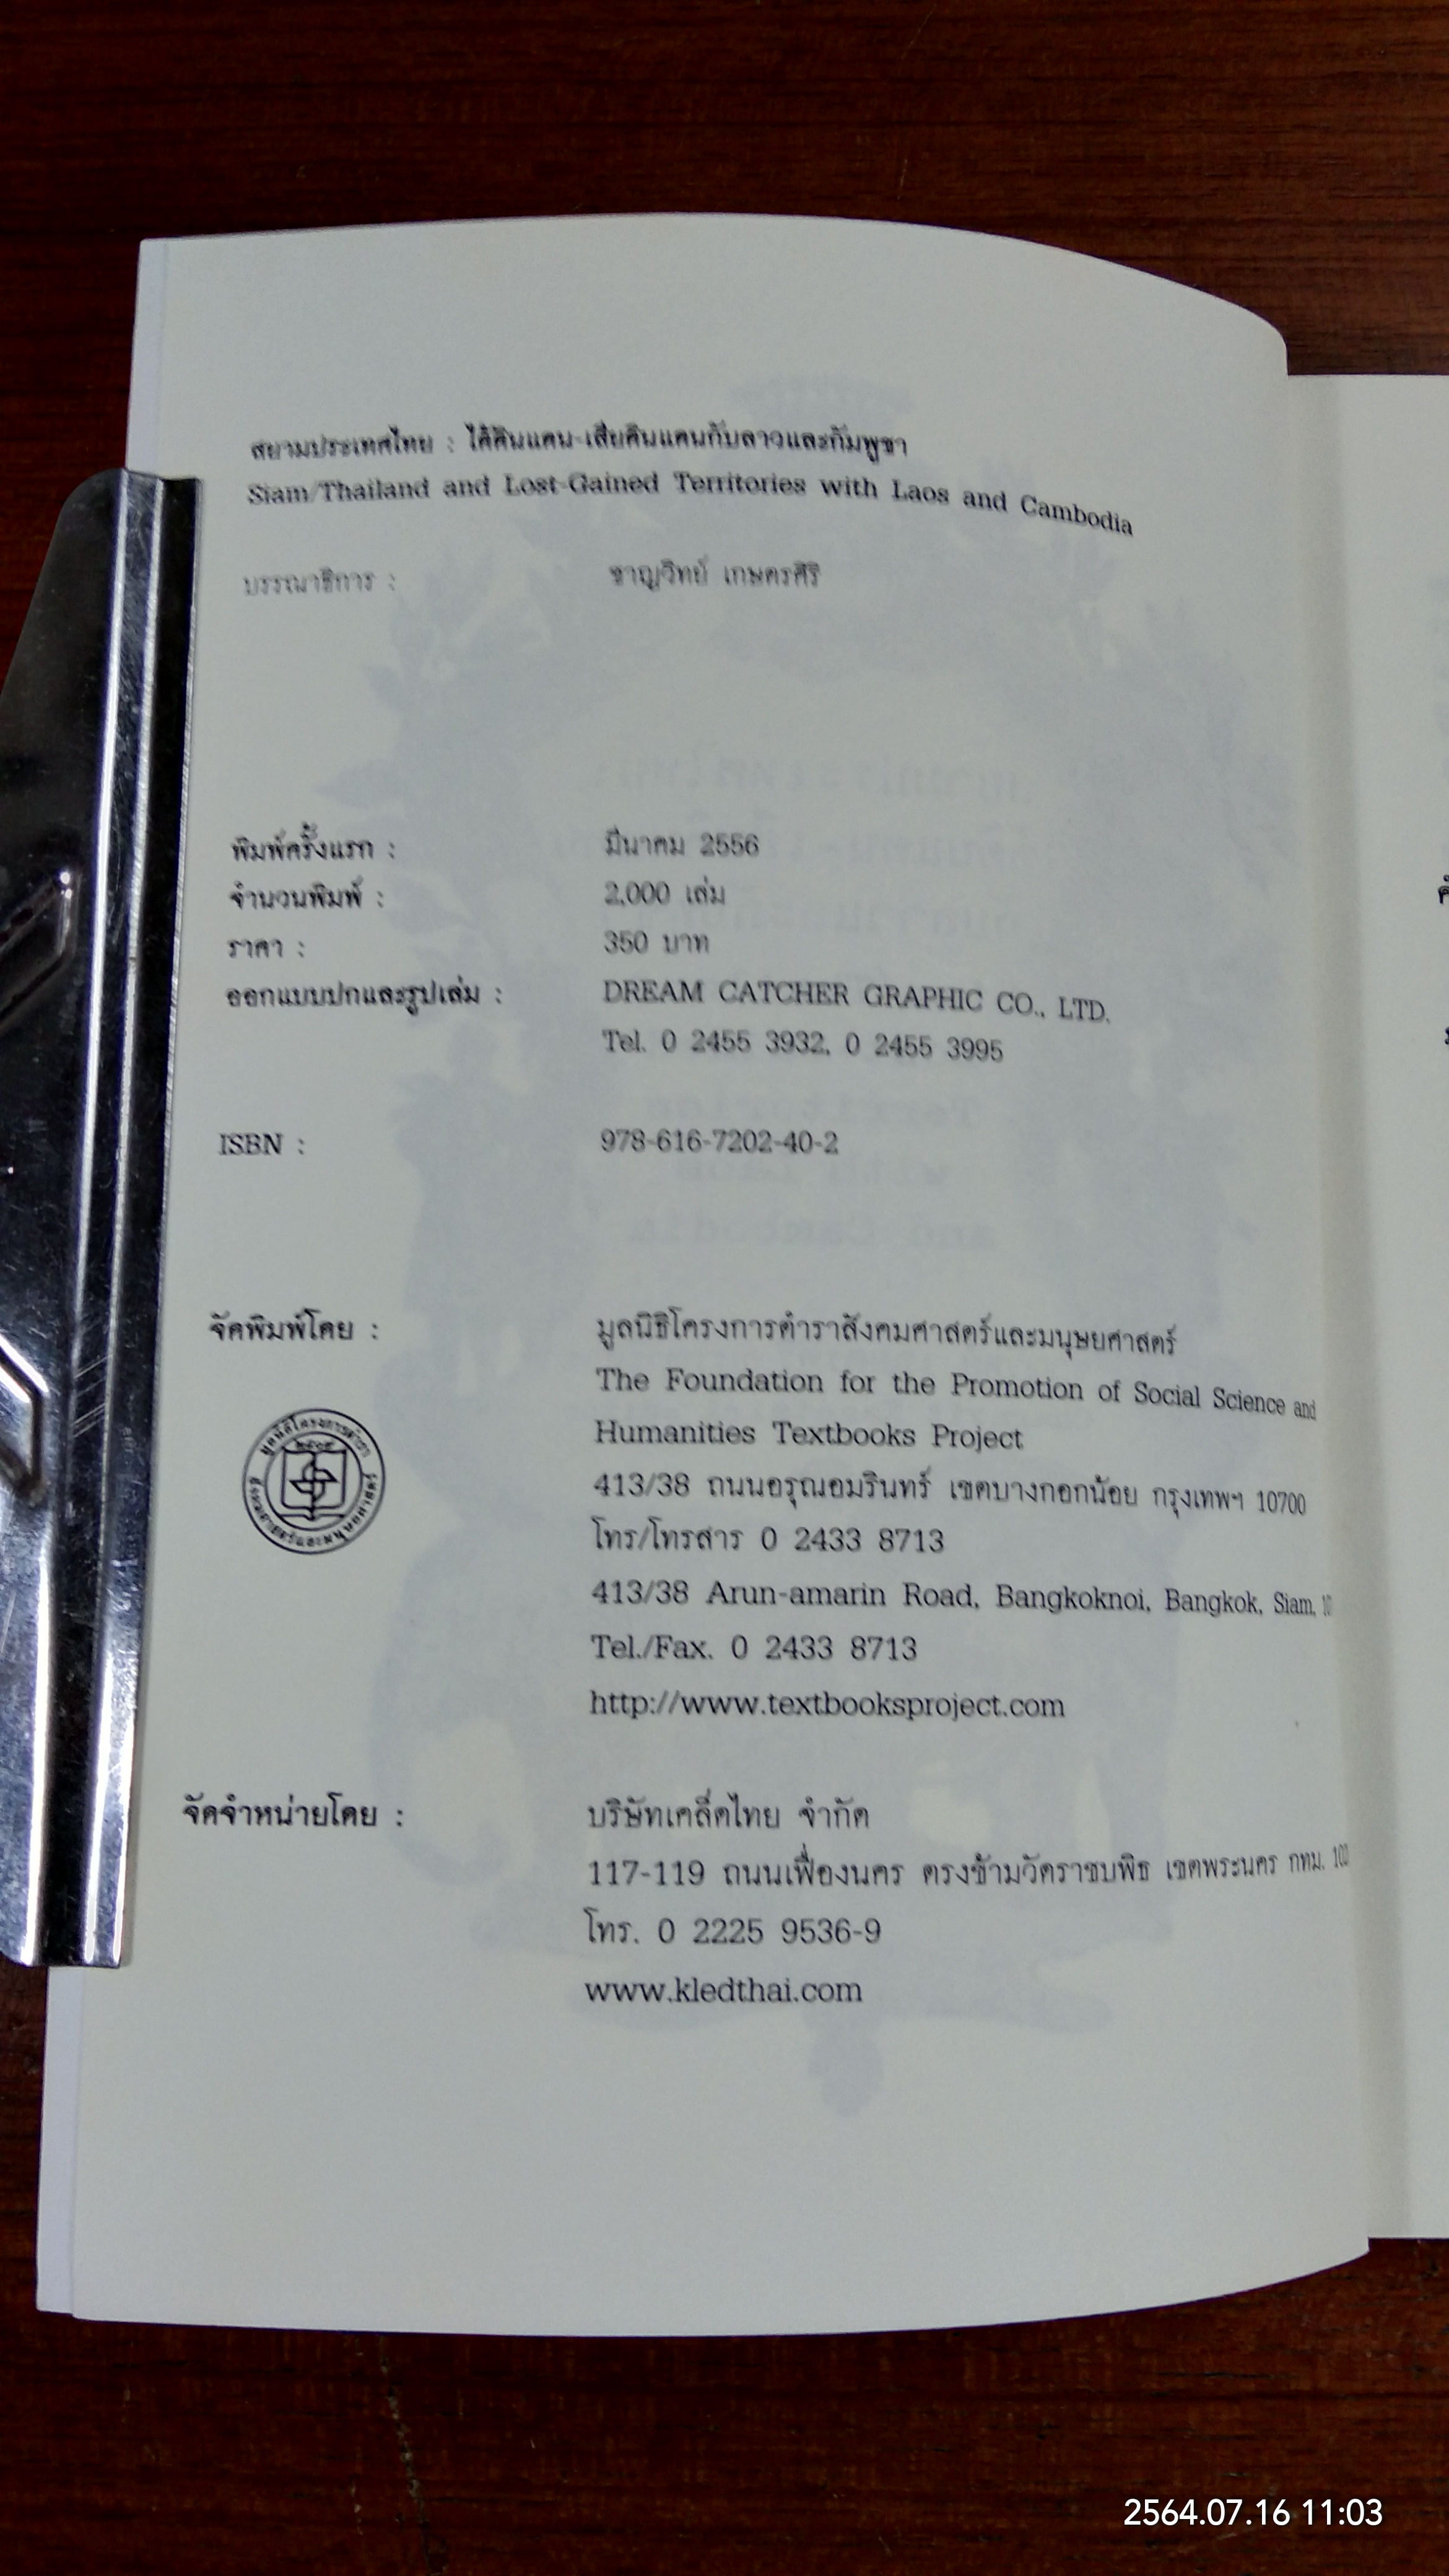 สยามประเทศไทย : ได้ดินแดน-เสียดินแดนกับลาวและกัมพูชา
Siam/Thailand and Lost-Gained Territories with Laos and Cambodia
บรรณาธิการ : ชาญวิทย์ เกษตรศิริ
พิมพ์ครั้งแรก : มีนาคม 2556
จำนวนพิมพ์ : 2,000 เล่ม
ราคา : 350 บาท
ออกแบบปกและรูปเล่ม : DREAM CATCHER GRAPHIC CO., LTD.
Tel. 0 2455 3932, 0 2455 3995
ISBN : 978-616-7202-40-2
จัดพิมพ์โดย : มูลนิธิโครงการตำราสังคมศาสตร์และมนุษยศาสตร์
The Foundation for the Promotion of Social Science and
Humanities Textbooks Project
413/38 ถนนอรุณอมรินทร์ เขตบางกอกน้อย กรุงเทพฯ 10700
โทร/โทรสาร 0 2433 8713
413/38 Arun-amarin Road, Bangkoknoi, Bangkok, Siam,
Tel./Fax. 0 2433 8713
http://www.textbooksproject.com
จัดจำหน่ายโดย : บริษัทเคล็ดไทย จำกัด
117-119 ถนนเฟื่องนคร ตรงข้ามวัดราชบพิธ เขตพระนคร กทม.
โทร. 0 2225 9536-9
www.kledthai.com
2564.07.16 11:03